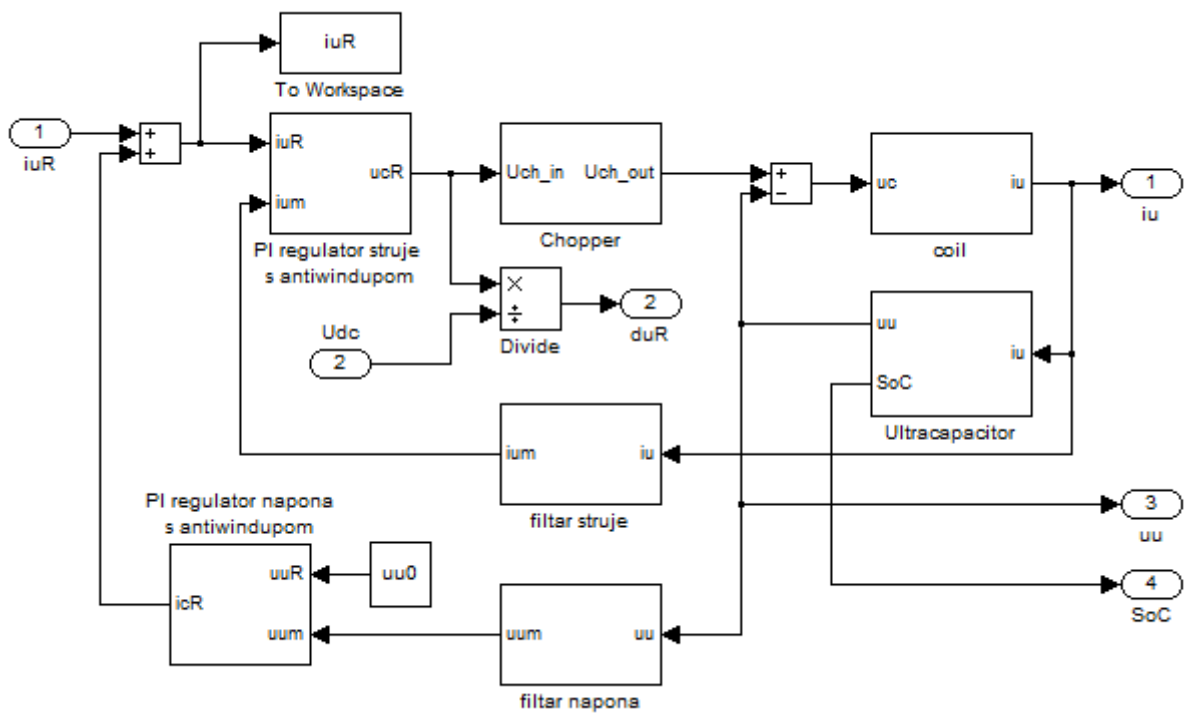 iuR
To Workspace
1
iuR
+
+
iuR
ium
ucR
PI regulator struje
s antiwindupom
Uch_in
Uch_out
Chopper
+
−
uc
iu
coil
1
iu
×
÷
Divide
2
duR
Udc
2
uu
SoC
iu
Ultracapacitor
ium
iu
filtar struje
PI regulator napona
s antiwindupom
uuR
icR
uum
uu0
uum
uu
filtar napona
3
uu
4
SoC